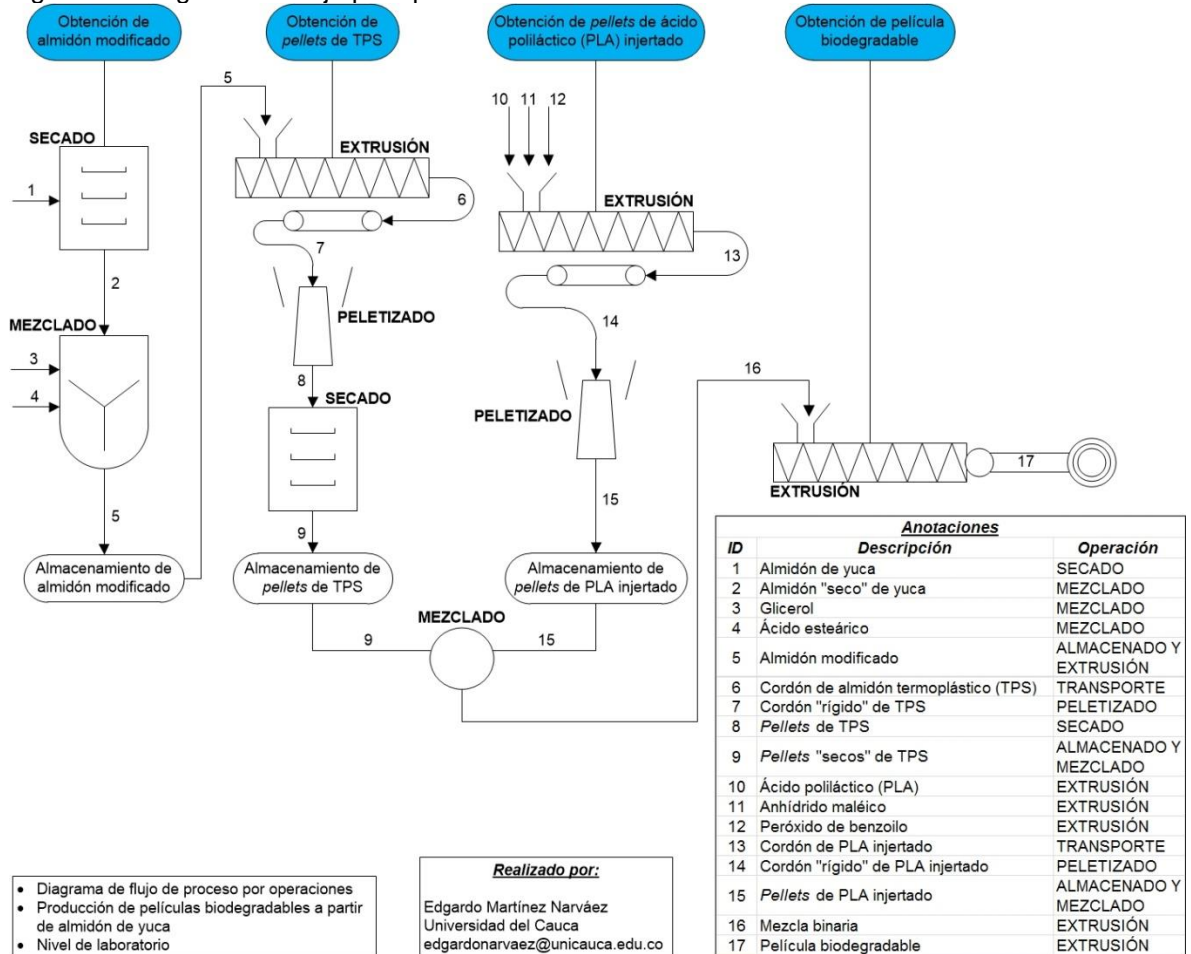 Obtención de
almidón modificado
Obtención de
pellets de TPS
Obtención de pellets de ácido
poliláctico (PLA) injertado
Obtención de película
biodegradable
5
10 11 12
SECADO
EXTRUSIÓN
1
6
EXTRUSIÓN
7
13
2
PELETIZADO
MEZCLADO
14
3
8
16
4
SECADO
PELETIZADO
17
EXTRUSIÓN
15
5
9
Almacenamiento de
almidón modificado
Almacenamiento de
pellets de TPS
Almacenamiento de
pellets de PLA injertado
MEZCLADO
9
15
Anotaciones
ID Descripción Operación
1 Almidón de yuca SECADO
2 Almidón "seco" de yuca MEZCLADO
3 Glicerol MEZCLADO
4 Ácido esteárico MEZCLADO
5 Almidón modificado ALMACENADO Y
EXTRUSIÓN
6 Cordón de almidón termoplástico (TPS) TRANSPORTE
7 Cordón "rígido" de TPS PELETIZADO
8 Pellets de TPS SECADO
9 Pellets "secos" de TPS ALMACENADO Y
MEZCLADO
10 Ácido poliláctico (PLA) EXTRUSIÓN
11 Anhídrido maléico EXTRUSIÓN
12 Peróxido de benzoilo EXTRUSIÓN
13 Cordón de PLA injertado TRANSPORTE
14 Cordón "rígido" de PLA injertado PELETIZADO
15 Pellets de PLA injertado ALMACENADO Y
MEZCLADO
16 Mezcla binaria EXTRUSIÓN
17 Película biodegradable EXTRUSIÓN
• Diagrama de flujo de proceso por operaciones
• Producción de películas biodegradables a partir
de almidón de yuca
• Nivel de laboratorio
Realizado por:
Edgardo Martínez Narváez
Universidad del Cauca
edgardonarvaez@unicauca.edu.co